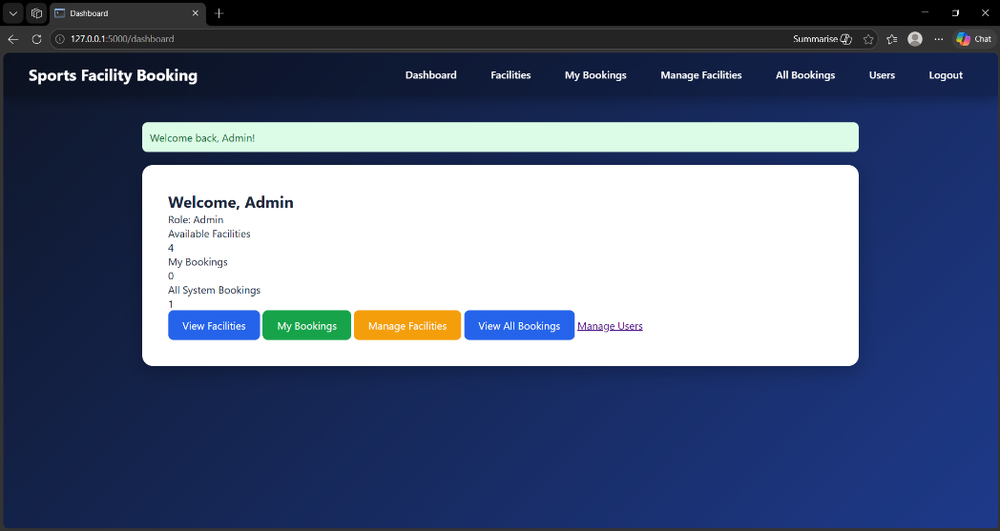 Dashboard
127.0.0.1:5000/dashboard
Summarise
Chat
Sports Facility Booking
Dashboard Facilities My Bookings Manage Facilities All Bookings Users Logout
Welcome back, Admin!
Welcome, Admin
Role: Admin
Available Facilities
4
My Bookings
0
All System Bookings
1
View Facilities My Bookings Manage Facilities View All Bookings Manage Users